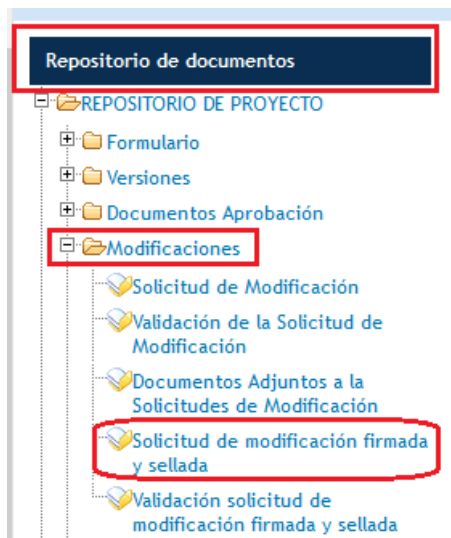 Repositorio de documentos
REPOSITORIO DE PROYECTO
Formulario
Versiones
Documentos Aprobación
Modificaciones
Solicitud de Modificación
Validación de la Solicitud de
Modificación
Documentos Adjuntos a la
Solicitudes de Modificación
Solicitud de modificación firmada
y sellada
Validación solicitud de
modificación firmada y sellada